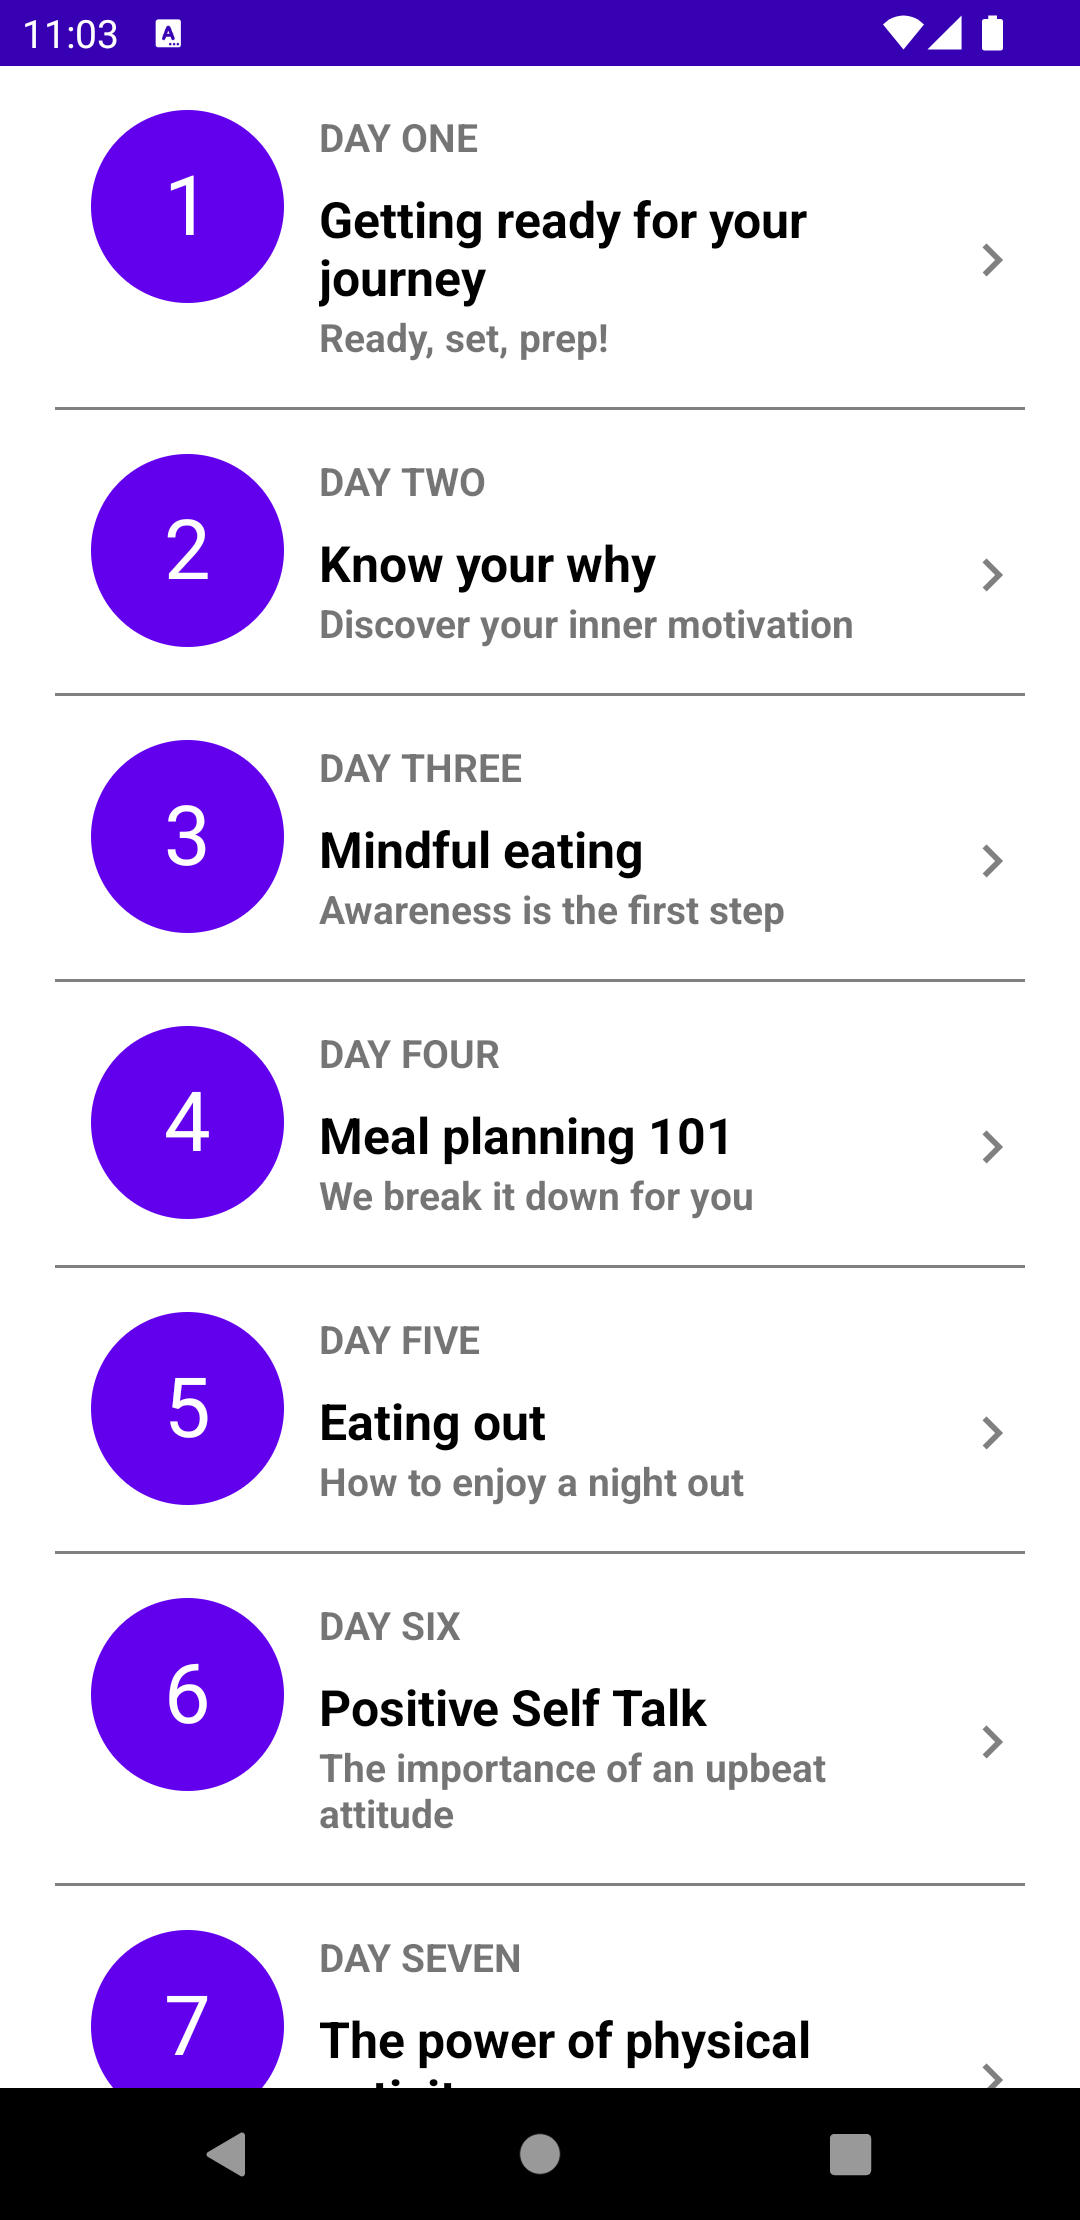 11:03
1
DAY ONE
Getting ready for your
journey
Ready, set, prep!
2
DAY TWO
Know your why
Discover your inner motivation
3
DAY THREE
Mindful eating
Awareness is the first step
4
DAY FOUR
Meal planning 101
We break it down for you
5
DAY FIVE
Eating out
How to enjoy a night out
6
DAY SIX
Positive Self Talk
The importance of an upbeat
attitude
7
DAY SEVEN
The power of physical